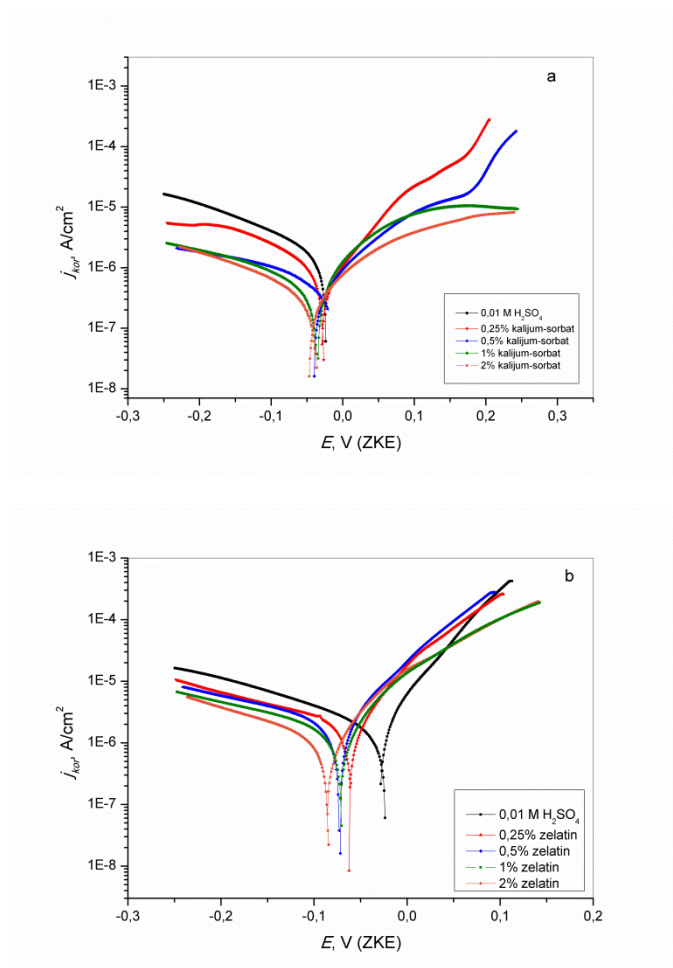 a
1E-3
1E-4
1E-5
1E-6
1E-7
1E-8
j_kor, A/cm²
0,01 M H₂SO₄
0,25% kalijum-sorbat
0,5% kalijum-sorbat
1% kalijum-sorbat
2% kalijum-sorbat
-0,3 -0,2 -0,1 0,0 0,1 0,2 0,3
E, V (ZKE)
b
1E-3
1E-4
1E-5
1E-6
1E-7
1E-8
j_kor, A/cm²
0,01 M H₂SO₄
0,25% zelatin
0,5% zelatin
1% zelatin
2% zelatin
-0,3 -0,2 -0,1 0,0 0,1 0,2
E, V (ZKE)